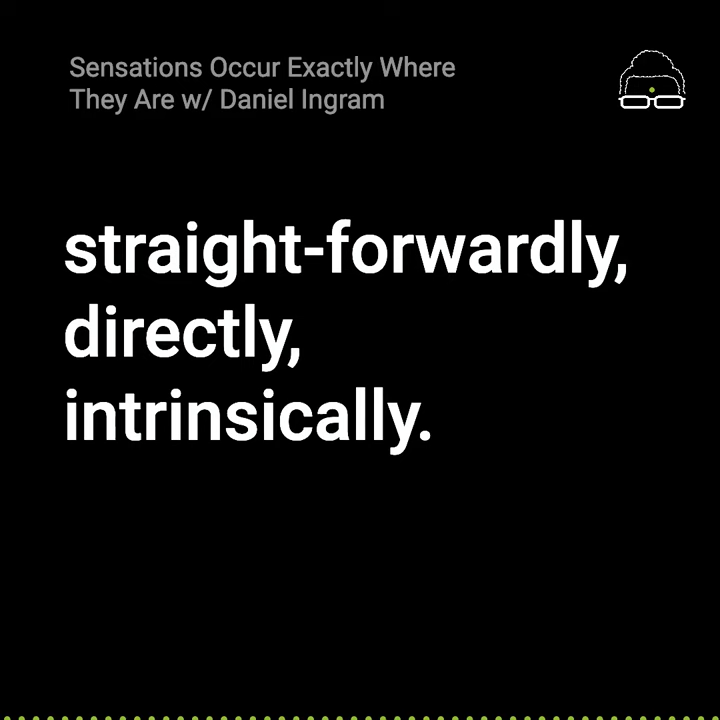 Sensations Occur Exactly Where
They Are w/ Daniel Ingram
straight-forwardly,
directly,
intrinsically.